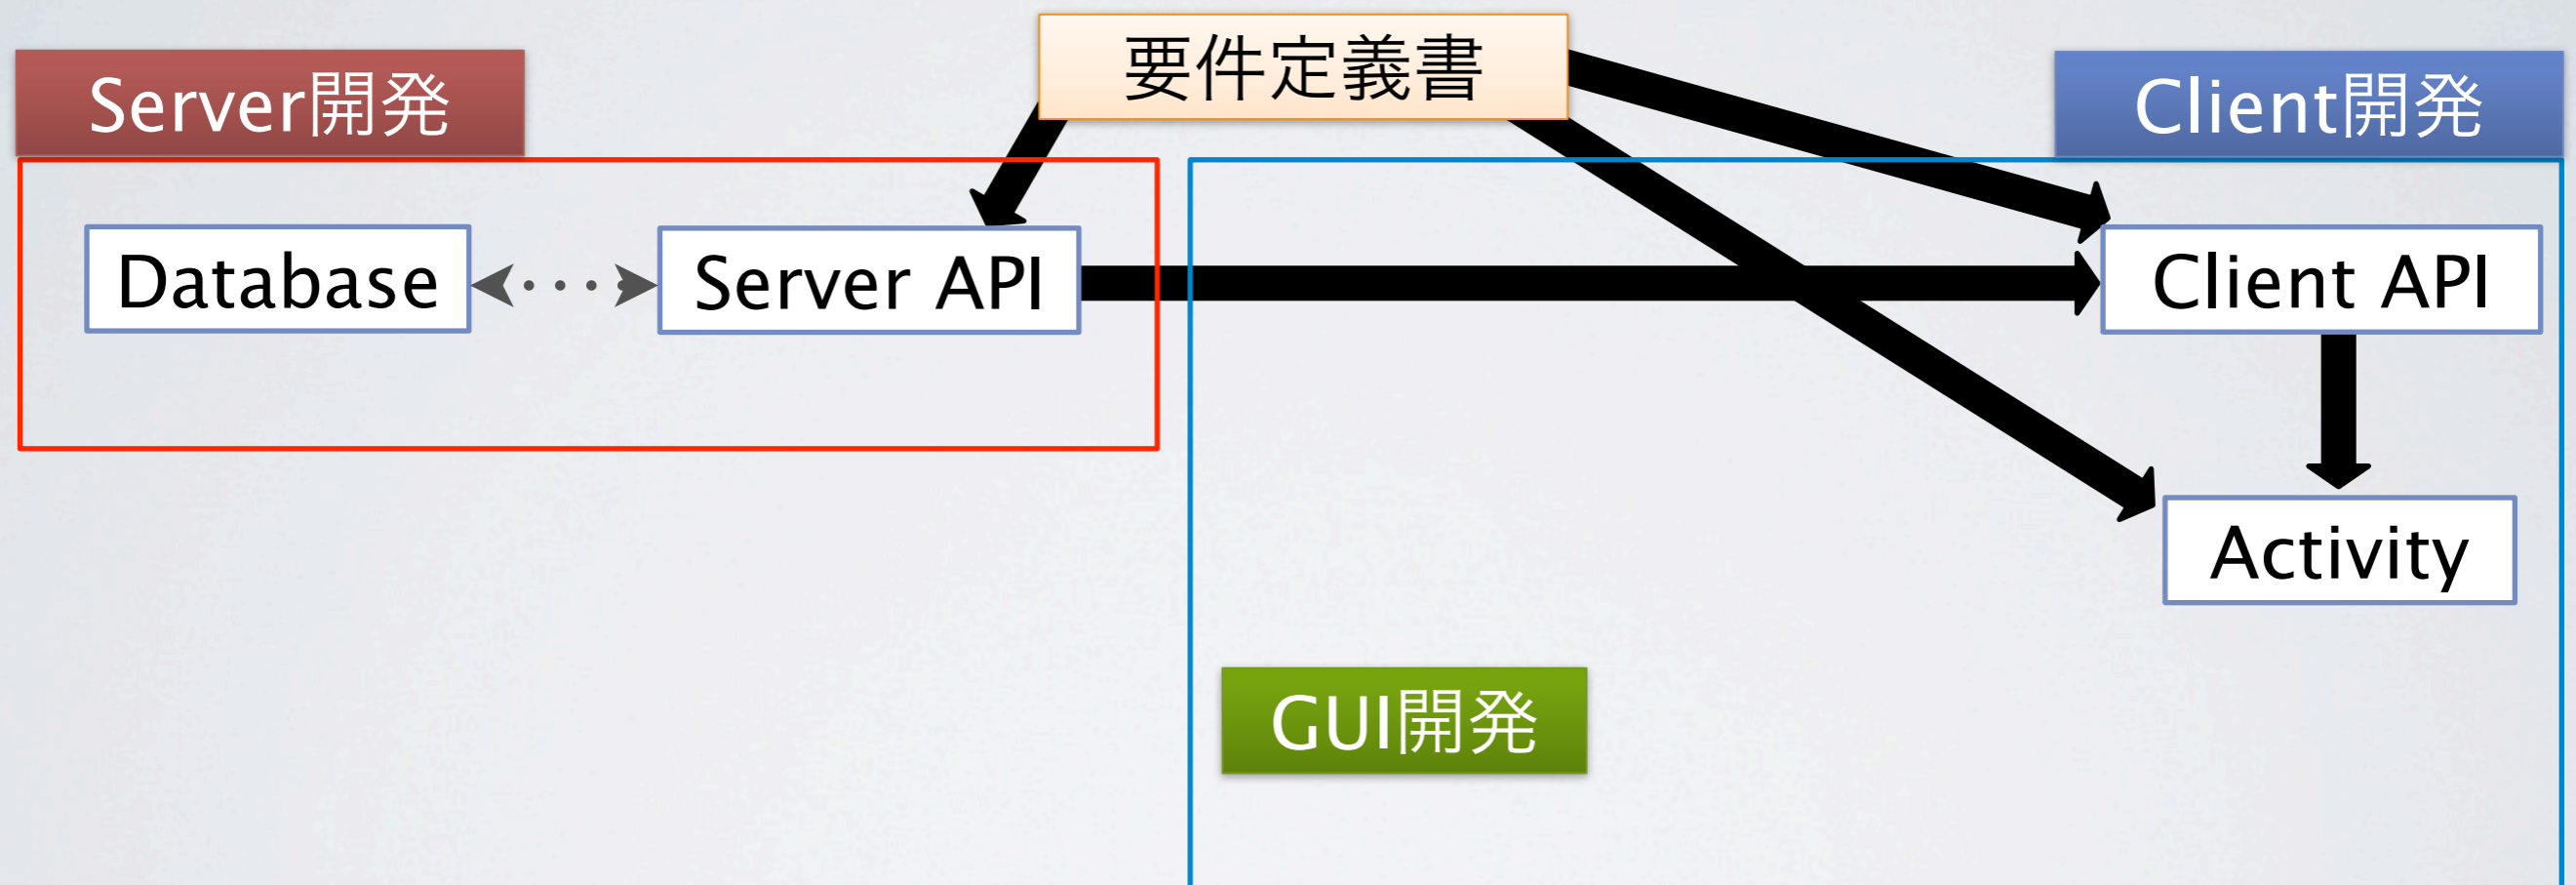 要件定義書
Server開発
Client開発
Database
Server API
Client API
Activity
GUI開発